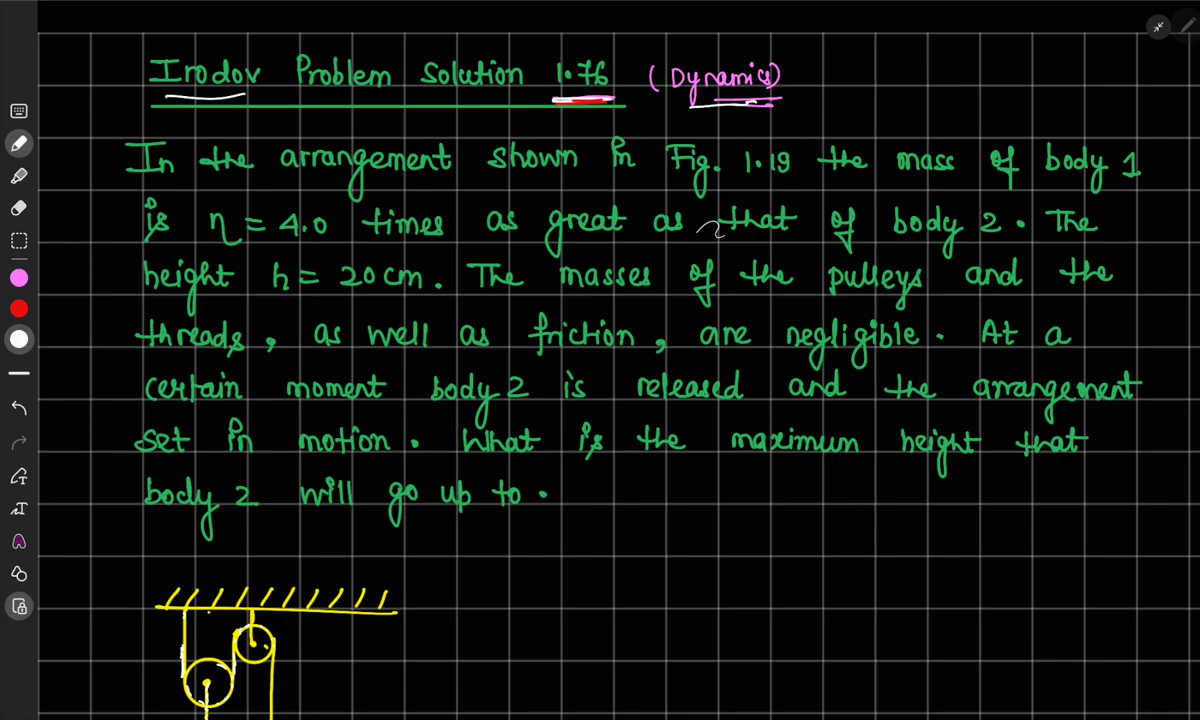 Irodov Problem Solution 1.76 (Dynamics)
In the arrangement shown in Fig. 1.19 the mass of body 1
is η = 4.0 times as great as that of body 2. The
height h = 20 cm. The masses of the pulleys and the
threads, as well as friction, are negligible. At a
certain moment body 2 is released and the arrangement
set in motion. What is the maximum height that
body 2 will go up to.